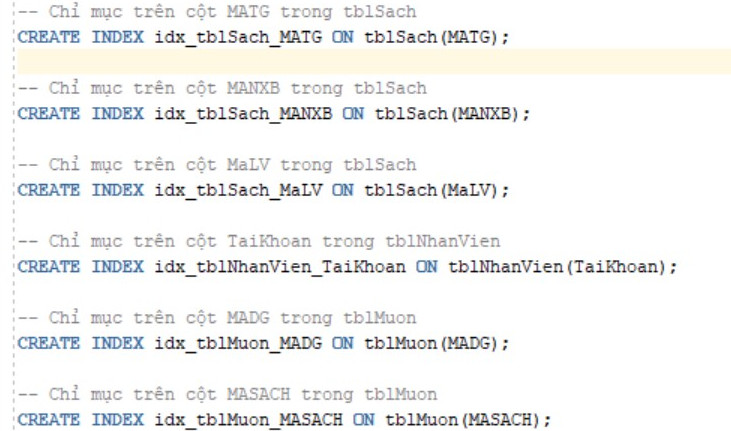 -- Chỉ mục trên cột MATG trong tblSach
CREATE INDEX idx_tblSach_MATG ON tblSach(MATG);
-- Chỉ mục trên cột MANXB trong tblSach
CREATE INDEX idx_tblSach_MANXB ON tblSach(MANXB);
-- Chỉ mục trên cột MaLV trong tblSach
CREATE INDEX idx_tblSach_MaLV ON tblSach(MaLV);
-- Chỉ mục trên cột TaiKhoan trong tblNhanVien
CREATE INDEX idx_tblNhanVien_TaiKhoan ON tblNhanVien(TaiKhoan);
-- Chỉ mục trên cột MADG trong tblMuon
CREATE INDEX idx_tblMuon_MADG ON tblMuon(MADG);
-- Chỉ mục trên cột MASACH trong tblMuon
CREATE INDEX idx_tblMuon_MASACH ON tblMuon(MASACH);